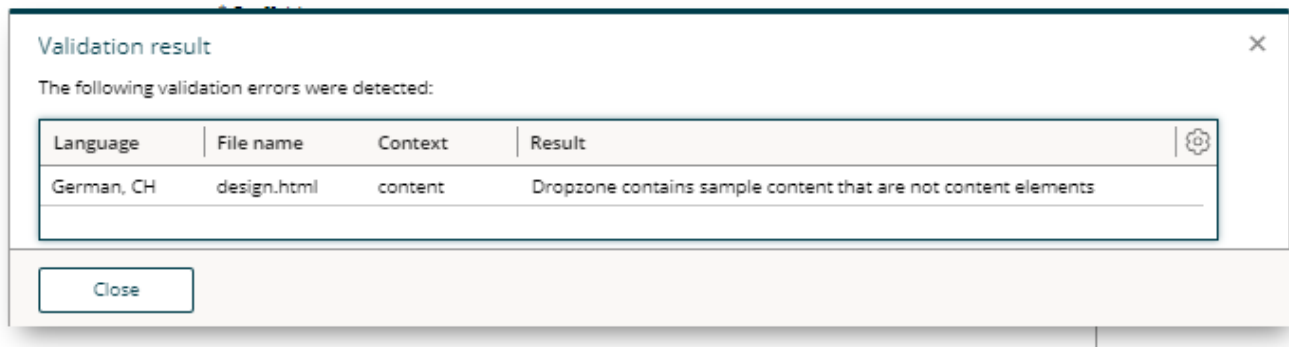 Validation result
The following validation errors were detected:
Language File name Context Result
German, CH design.html content Dropzone contains sample content that are not content elements
Close